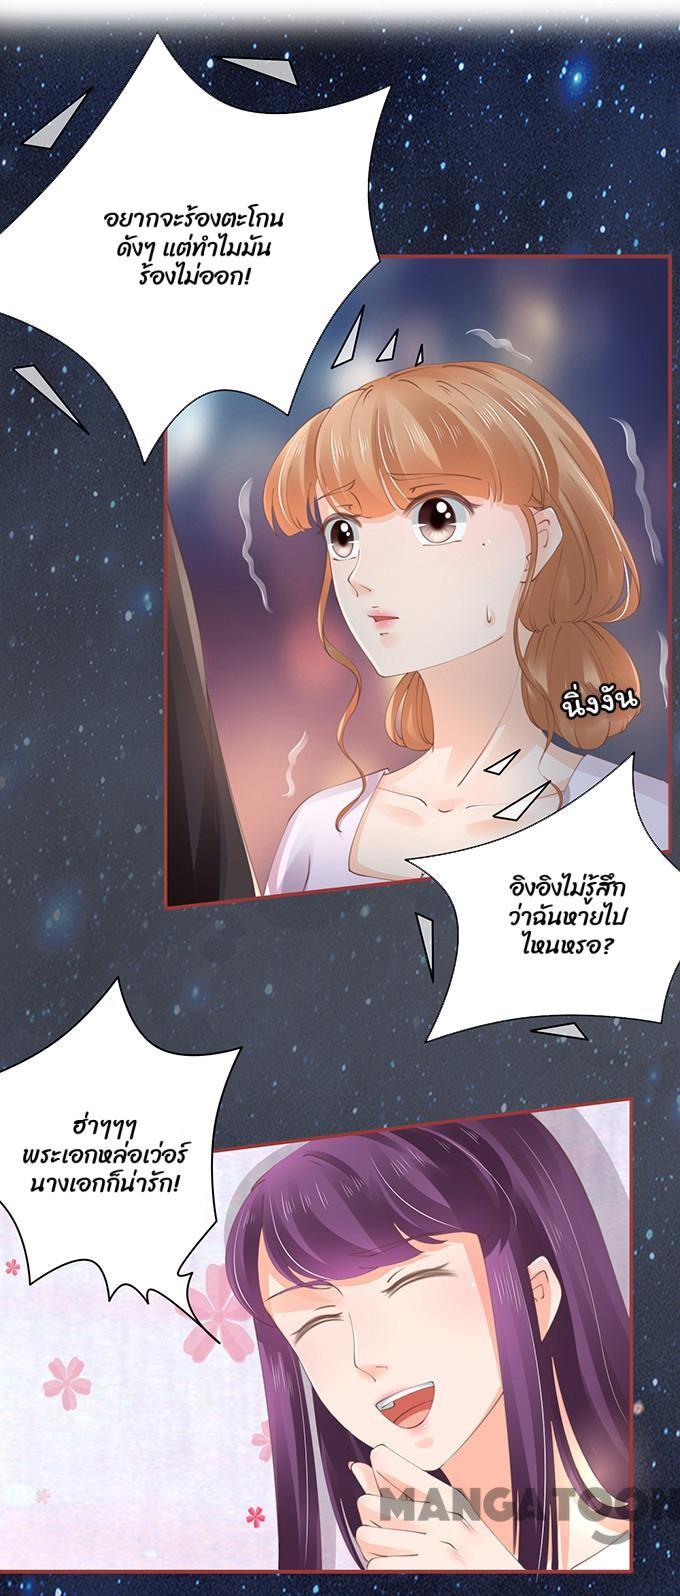 อยากจะร้องตะโกน
ดังๆ แต่ทำไมมัน
ร้องไม่ออก!
นิ่งงัน
อิงอิงไม่รู้สึก
ว่าฉันหายไป
ไหนหรอ?
ฮ่าๆๆๆ
พระเอกหล่อเว่อร์
นางเอกก็น่ารัก!
MANGATOON